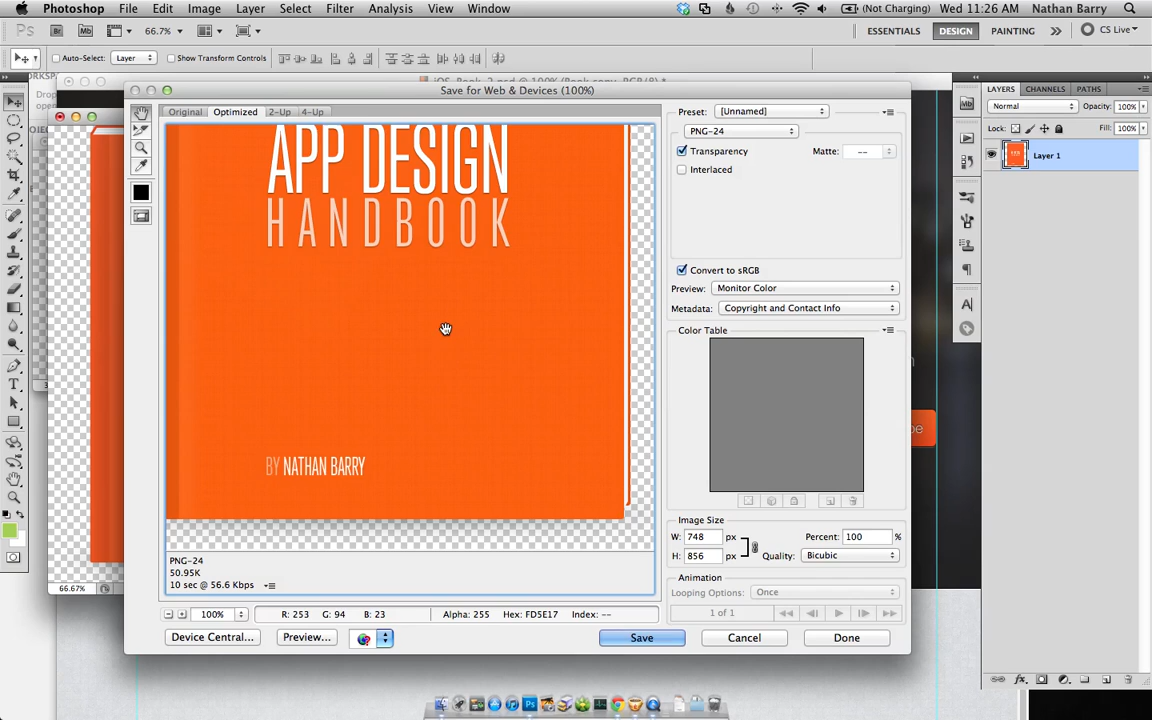 Photoshop File Edit Image Layer Select Filter Analysis View Window (Not Charging) Wed 11:26 AM Nathan Barry
Ps Br Mb 66.7% ESSENTIALS DESIGN PAINTING CS Live
Auto-Select: Layer Show Transform Controls
Save for Web & Devices (100%)
LAYERS CHANNELS PATHS
Normal Opacity: 100%
Lock: Fill: 100%
Layer 1
Original Optimized 2-Up 4-Up
Preset: [Unnamed]
PNG-24
Transparency Matte: --
Interlaced
Convert to sRGB
Preview: Monitor Color
Metadata: Copyright and Contact Info
Color Table
APP DESIGN
HANDBOOK
BY NATHAN BARRY
Image Size
W: 748 px Percent: 100 %
H: 856 px Quality: Bicubic
Animation
Looping Options: Once
1 of 1
PNG-24
50.95K
10 sec @ 56.6 Kbps
66.67%
100% R: 253 G: 94 B: 23 Alpha: 255 Hex: FD5E17 Index: --
Device Central... Preview... Save Cancel Done